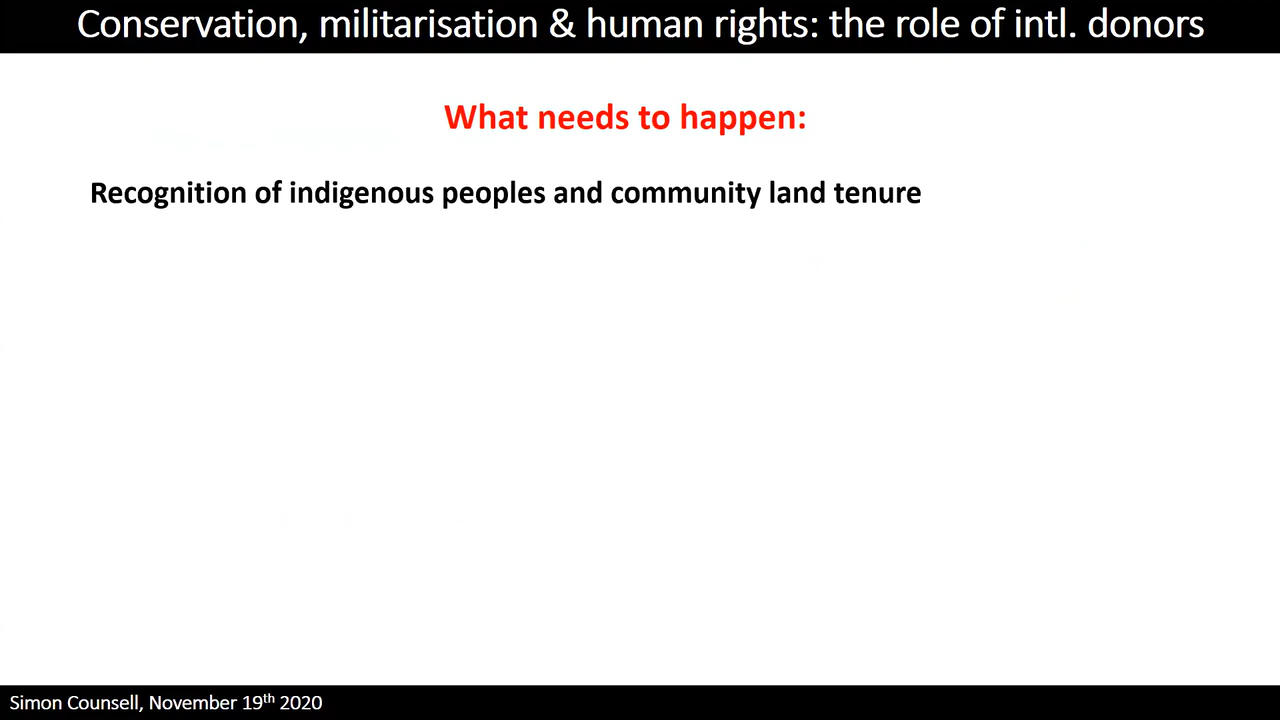 Conservation, militarisation & human rights: the role of intl. donors
What needs to happen:
Recognition of indigenous peoples and community land tenure
Simon Counsell, November 19th 2020